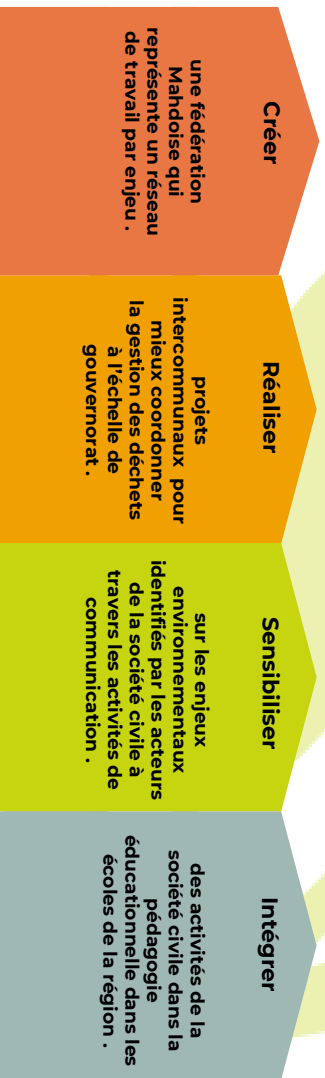 Créer
une fédération
Mahdoise qui
représente un réseau
de travail par enjeu .
Réaliser
projets
intercommunaux pour
mieux coordonner
la gestion des déchets
à l'échelle de
gouvernorat .
Sensibiliser
sur les enjeux
environnementaux
identifiés par les acteurs
de la société civile à
travers les activités de
communication .
Intégrer
des activités de la
société civile dans la
pédagogie
éducationnelle dans les
écoles de la région .